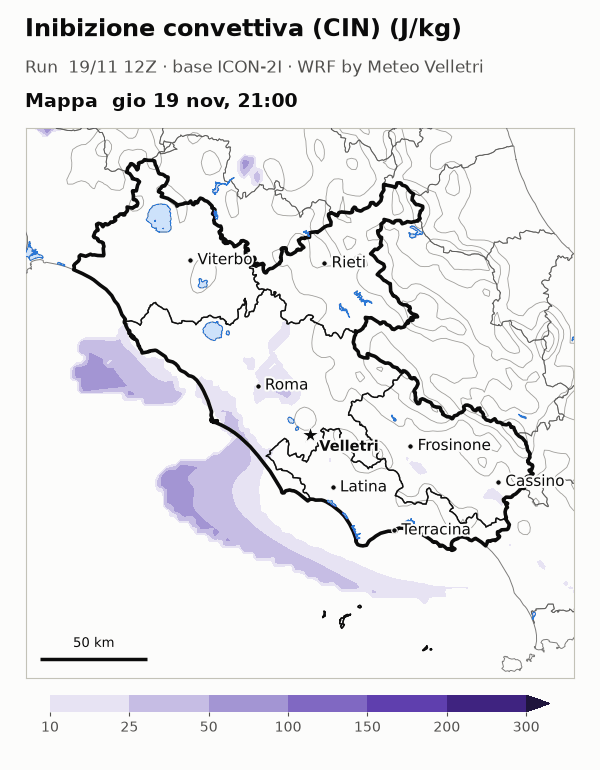 Inibizione convettiva (CIN) (J/kg)
Run  19/11 12Z · base ICON-2I · WRF by Meteo Velletri
Mappa  gio 19 nov, 21:00
Viterbo
Rieti
Roma
Velletri
Frosinone
Cassino
Latina
Terracina
50 km
10 25 50 100 150 200 300